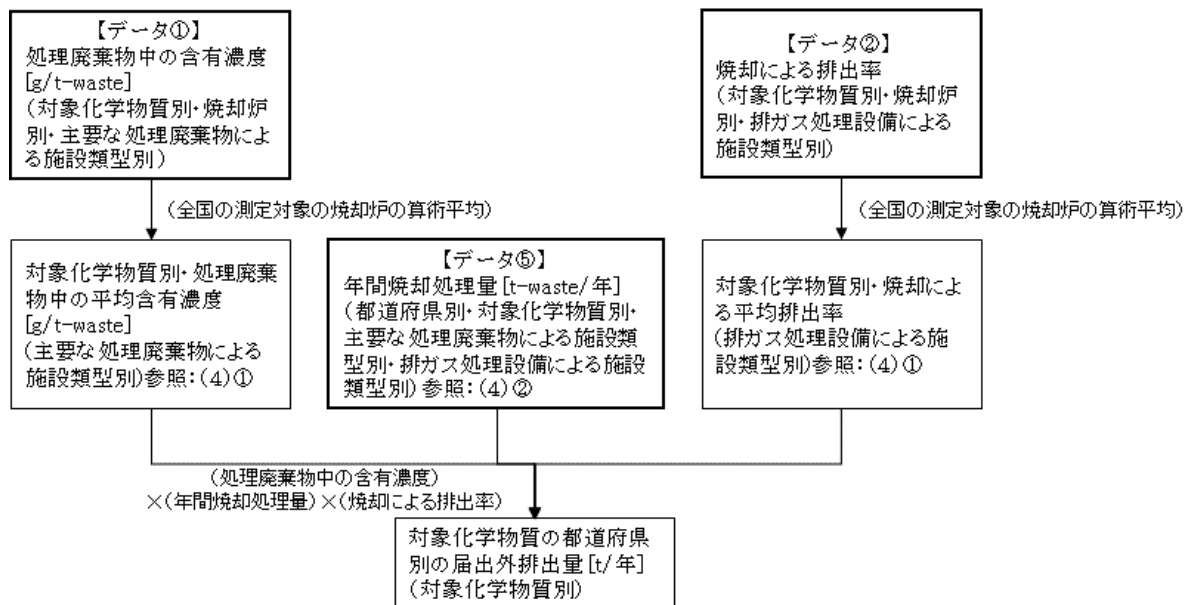 【データ①】
処理廃棄物中の含有濃度
[g/t-waste]
(対象化学物質別・焼却炉
別・主要な処理廃棄物によ
る施設類型別)
【データ②】
焼却による排出率
(対象化学物質別・焼却炉
別・排ガス処理設備による
施設類型別)
(全国の測定対象の焼却炉の算術平均)
(全国の測定対象の焼却炉の算術平均)
対象化学物質別・処理廃棄
物中の平均含有濃度
[g/t-waste]
(主要な処理廃棄物による
施設類型別)参照：(4)①
【データ⑤】
年間焼却処理量[t-waste/年]
(都道府県別・対象化学物質別・
主要な処理廃棄物による施設類
型別・排ガス処理設備による施設
類型別)参照：(4)②
対象化学物質別・焼却によ
る平均排出率
(排ガス処理設備による施
設類型別)参照：(4)①
(処理廃棄物中の含有濃度)
×(年間焼却処理量)×(焼却による排出率)
対象化学物質の都道府県
別の届出外排出量[t/年]
(対象化学物質別)